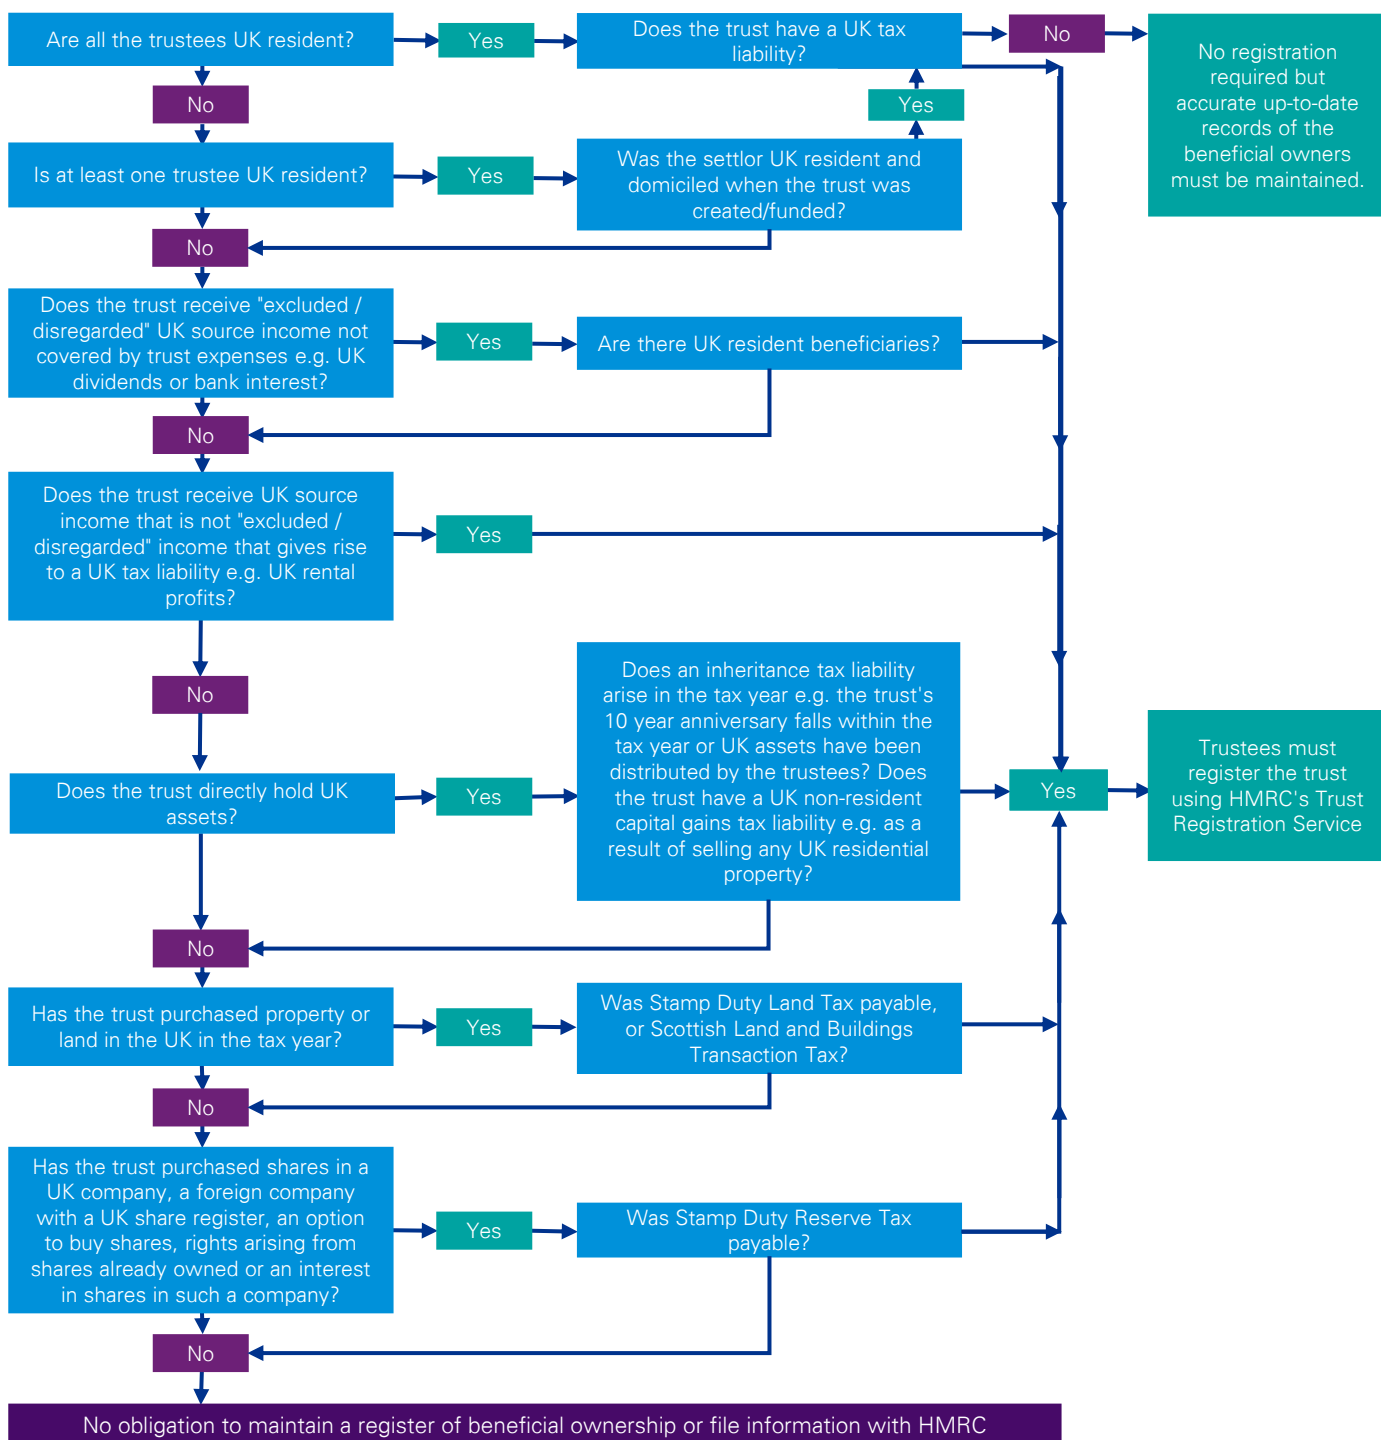 Are all the trustees UK resident?
Yes
Does the trust have a UK tax
liability?
No
No registration
required but
accurate up-to-date
records of the
beneficial owners
must be maintained.
No
Yes
Is at least one trustee UK resident?
Yes
Was the settlor UK resident and
domiciled when the trust was
created/funded?
No
Does the trust receive "excluded /
disregarded" UK source income not
covered by trust expenses e.g. UK
dividends or bank interest?
Yes
Are there UK resident beneficiaries?
No
Does the trust receive UK source
income that is not "excluded /
disregarded" income that gives rise
to a UK tax liability e.g. UK rental
profits?
Yes
No
Does the trust directly hold UK
assets?
Yes
Does an inheritance tax liability
arise in the tax year e.g. the trust's
10 year anniversary falls within the
tax year or UK assets have been
distributed by the trustees? Does
the trust have a UK non-resident
capital gains tax liability e.g. as a
result of selling any UK residential
property?
Yes
Trustees must
register the trust
using HMRC's Trust
Registration Service
No
Has the trust purchased property or
land in the UK in the tax year?
Yes
Was Stamp Duty Land Tax payable,
or Scottish Land and Buildings
Transaction Tax?
No
Has the trust purchased shares in a
UK company, a foreign company
with a UK share register, an option
to buy shares, rights arising from
shares already owned or an interest
in shares in such a company?
Yes
Was Stamp Duty Reserve Tax
payable?
No
No obligation to maintain a register of beneficial ownership or file information with HMRC